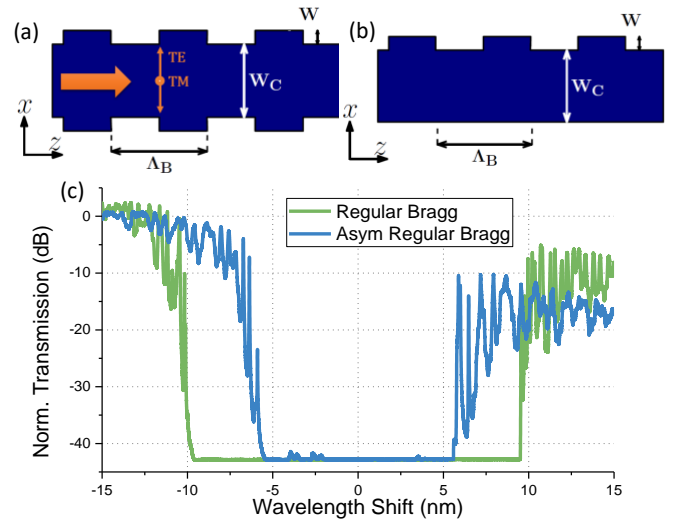 (a)
TE
TM
W
W_C
x
z
Λ_B
(b)
W
W_C
x
z
Λ_B
(c)
Regular Bragg
Asym Regular Bragg
Norm. Transmission (dB)
0
-10
-20
-30
-40
-15 -10 -5 0 5 10 15
Wavelength Shift (nm)